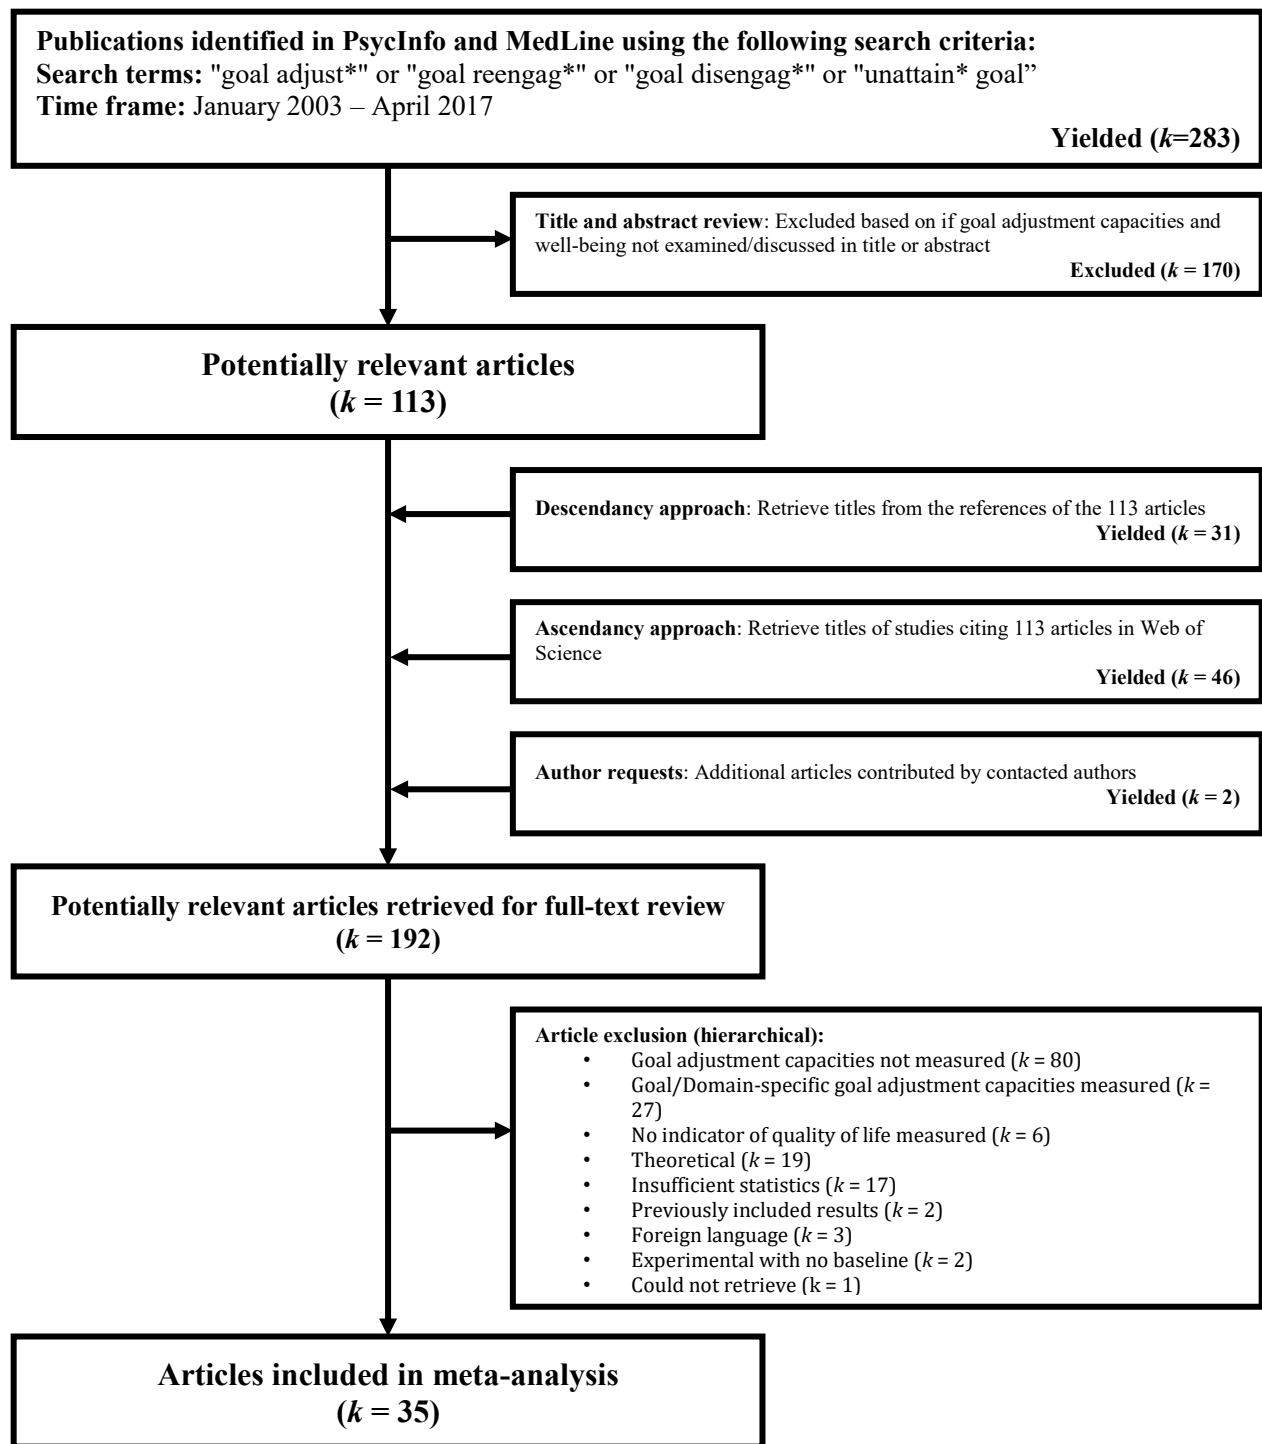 Publications identified in PsycInfo and MedLine using the following search criteria:
Search terms: "goal adjust*" or "goal reengag*" or "goal disengag*" or "unattain* goal”
Time frame: January 2003 – April 2017
Yielded (k=283)
Title and abstract review: Excluded based on if goal adjustment capacities and
well-being not examined/discussed in title or abstract
Excluded (k = 170)
Potentially relevant articles
(k = 113)
Descendancy approach: Retrieve titles from the references of the 113 articles
Yielded (k = 31)
Ascendancy approach: Retrieve titles of studies citing 113 articles in Web of
Science
Yielded (k = 46)
Author requests: Additional articles contributed by contacted authors
Yielded (k = 2)
Potentially relevant articles retrieved for full-text review
(k = 192)
Article exclusion (hierarchical):
• Goal adjustment capacities not measured (k = 80)
• Goal/Domain-specific goal adjustment capacities measured (k =
27)
• No indicator of quality of life measured (k = 6)
• Theoretical (k = 19)
• Insufficient statistics (k = 17)
• Previously included results (k = 2)
• Foreign language (k = 3)
• Experimental with no baseline (k = 2)
• Could not retrieve (k = 1)
Articles included in meta-analysis
(k = 35)